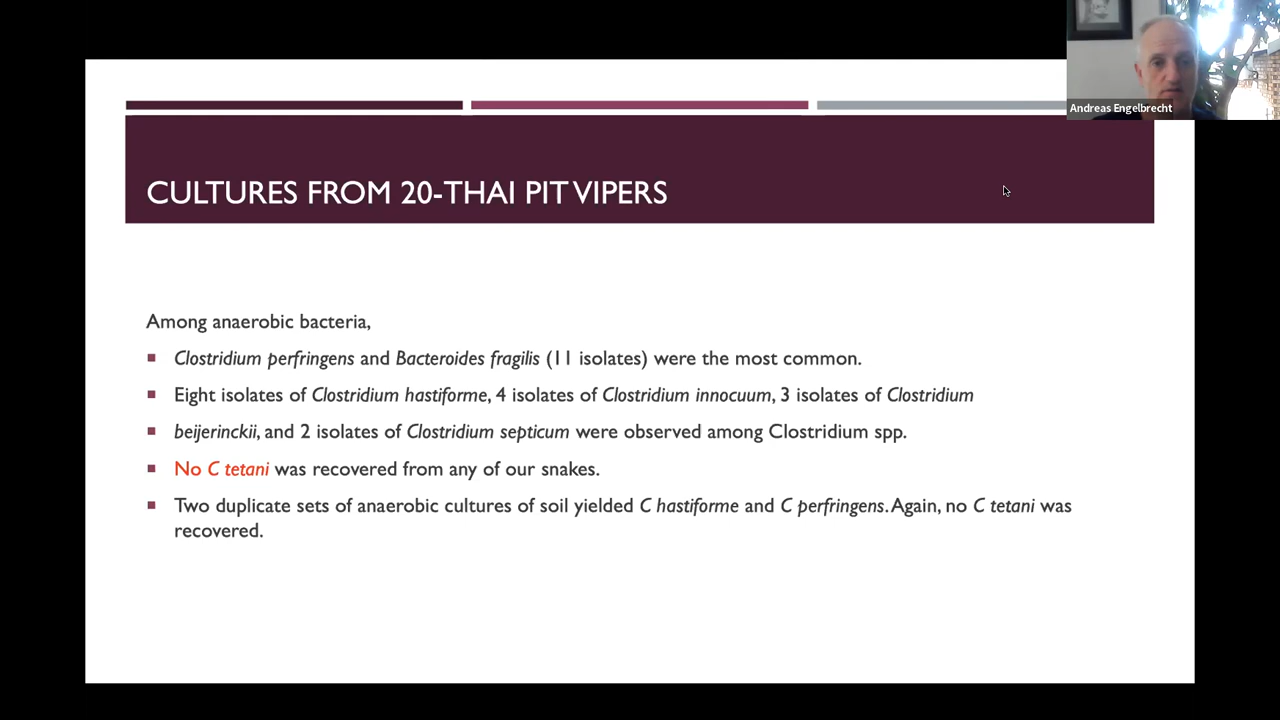 Andreas Engelbrecht
CULTURES FROM 20-THAI PIT VIPERS
Among anaerobic bacteria,
Clostridium perfringens and Bacteroides fragilis (11 isolates) were the most common.
Eight isolates of Clostridium hastiforme, 4 isolates of Clostridium innocuum, 3 isolates of Clostridium
beijerinckii, and 2 isolates of Clostridium septicum were observed among Clostridium spp.
No C tetani was recovered from any of our snakes.
Two duplicate sets of anaerobic cultures of soil yielded C hastiforme and C perfringens. Again, no C tetani was
recovered.